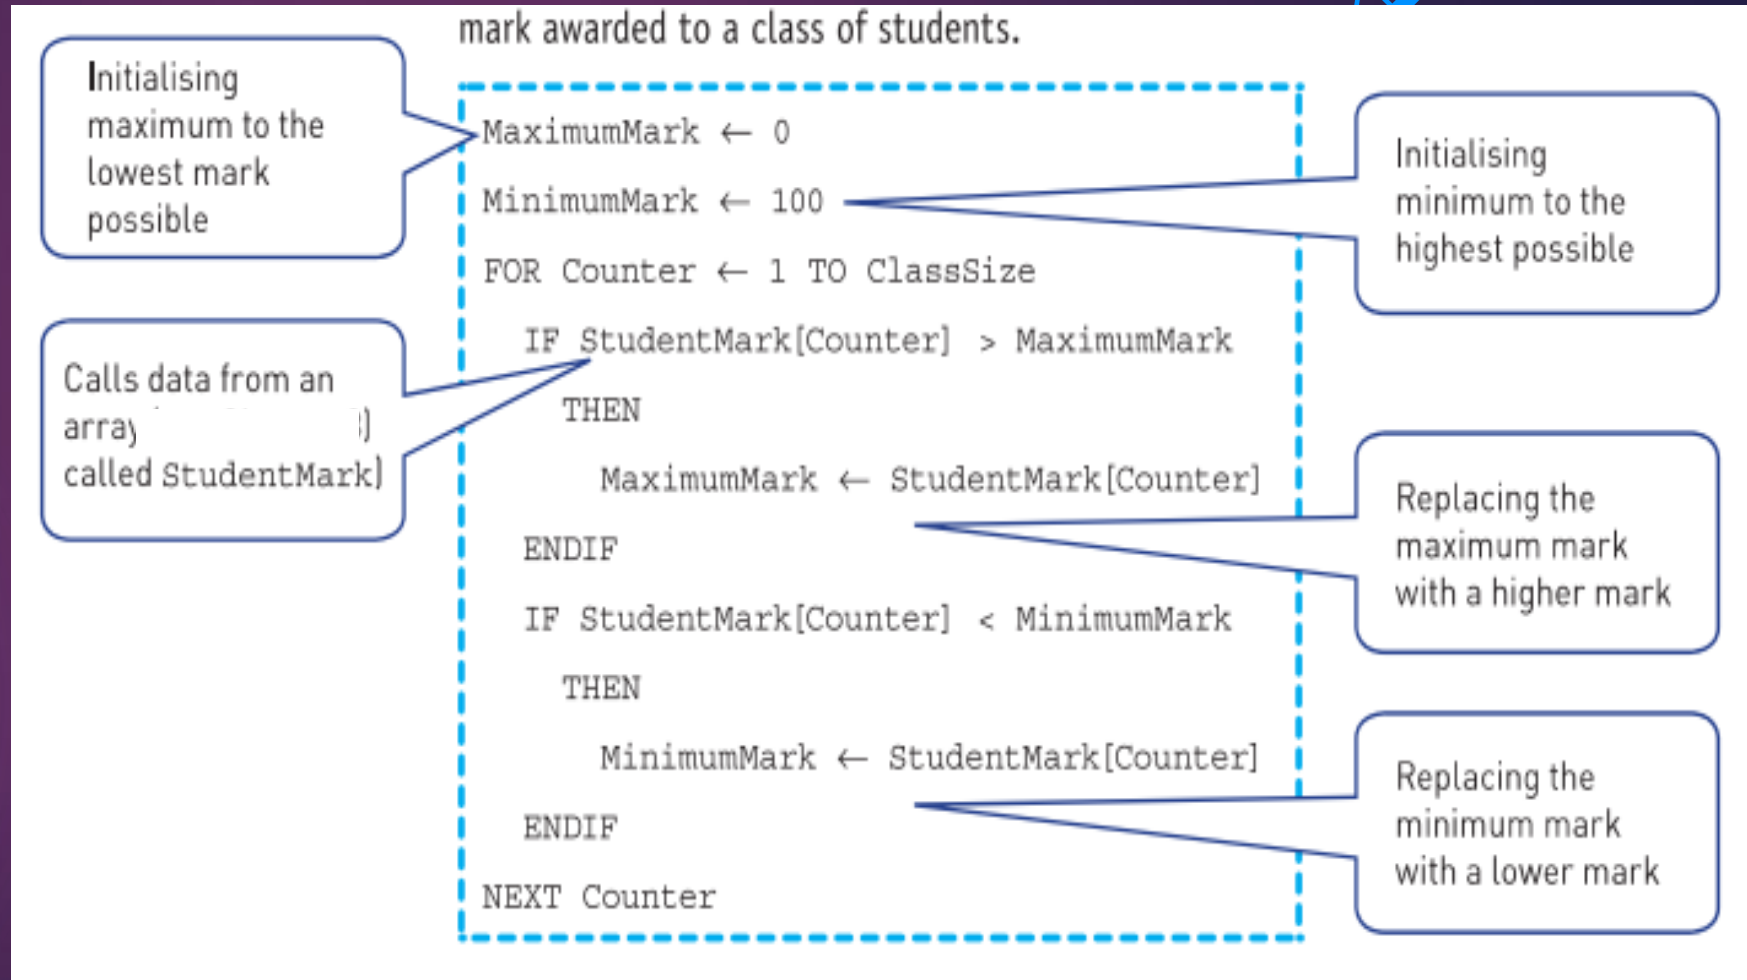 mark awarded to a class of students.
Initialising
maximum to the
lowest mark
possible
MaximumMark ← 0
MinimumMark ← 100
Initialising
minimum to the
highest possible
FOR Counter ← 1 TO ClassSize
IF StudentMark[Counter] > MaximumMark
Calls data from an
array
called StudentMark)
THEN
MaximumMark ← StudentMark[Counter]
Replacing the
maximum mark
with a higher mark
ENDIF
IF StudentMark[Counter] < MinimumMark
THEN
MinimumMark ← StudentMark[Counter]
Replacing the
minimum mark
with a lower mark
ENDIF
NEXT Counter